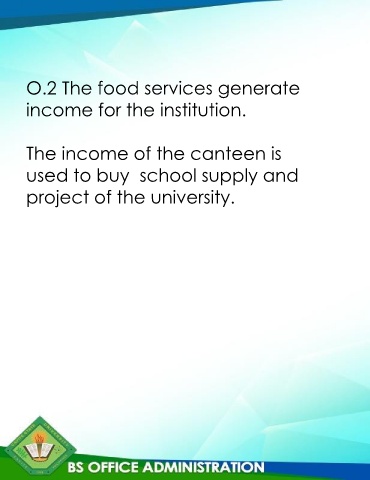 O.2 The food services generate
income for the institution.
The income of the canteen is
used to buy  school supply and
project of the university.
BS OFFICE ADMINISTRATION